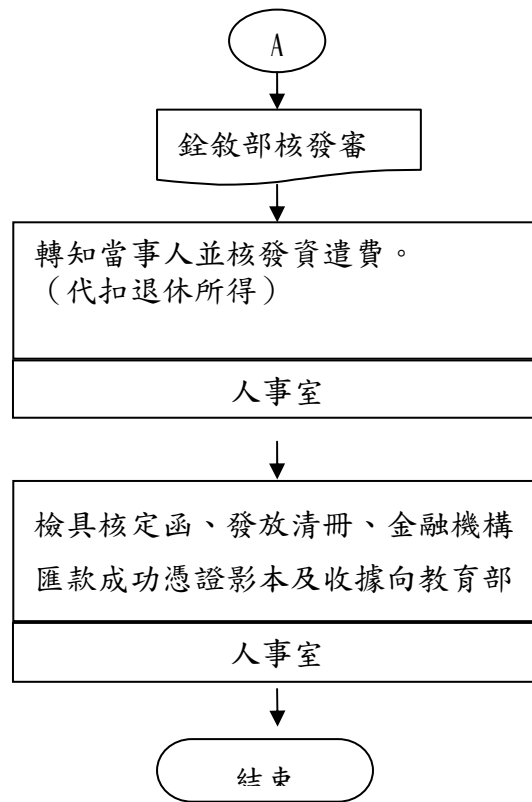 A
銓敘部核發審
轉知當事人並核發資遣費。
（代扣退休所得）
人事室
檢具核定函、發放清冊、金融機構
匯款成功憑證影本及收據向教育部
人事室
結束